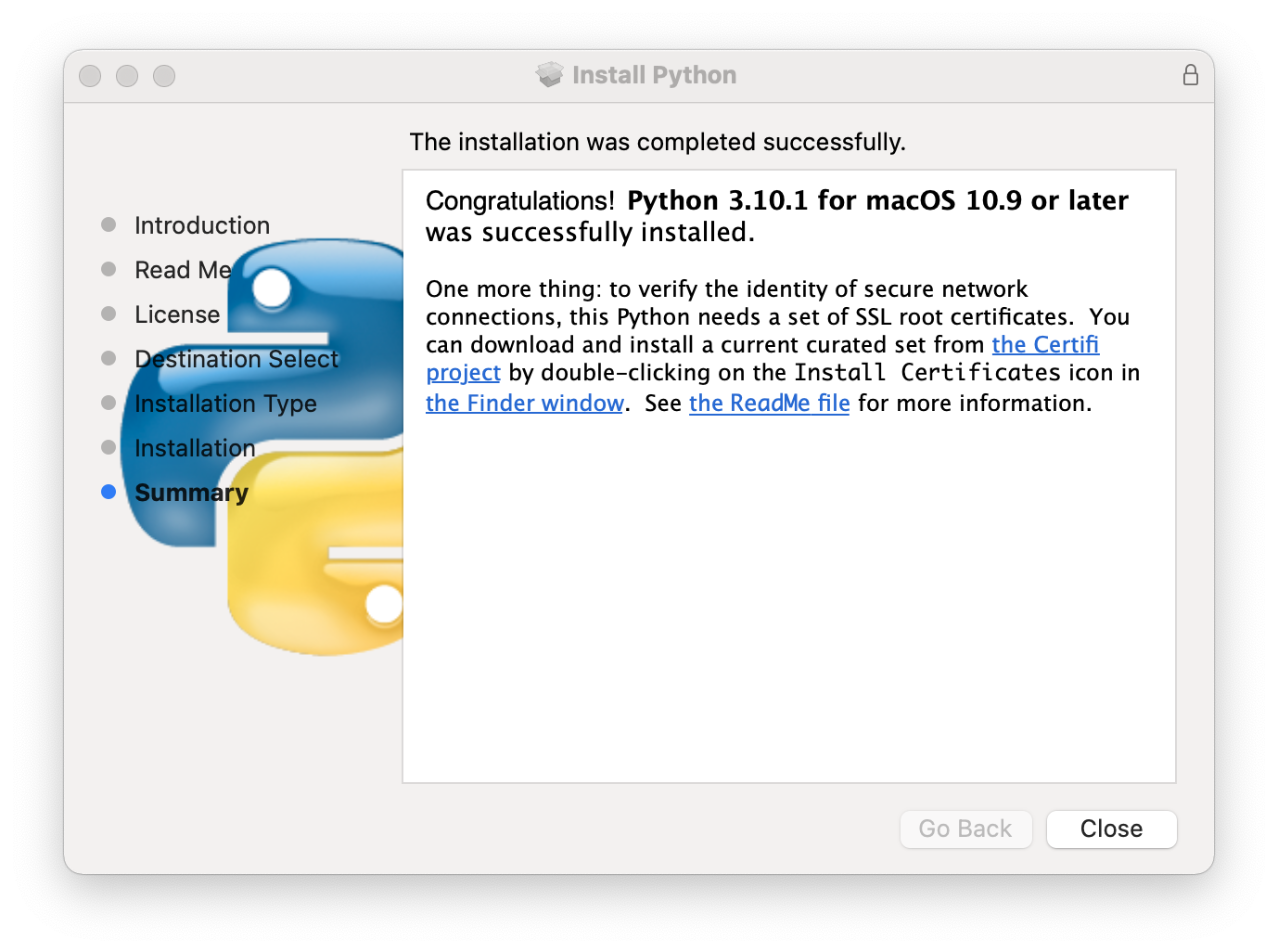 Install Python
The installation was completed successfully.
Introduction
Read Me
License
Destination Select
Installation Type
Installation
Summary
Congratulations! Python 3.10.1 for macOS 10.9 or later
was successfully installed.
One more thing: to verify the identity of secure network
connections, this Python needs a set of SSL root certificates.  You
can download and install a current curated set from the Certifi
project by double-clicking on the Install Certificates icon in
the Finder window.  See the ReadMe file for more information.
Go Back
Close